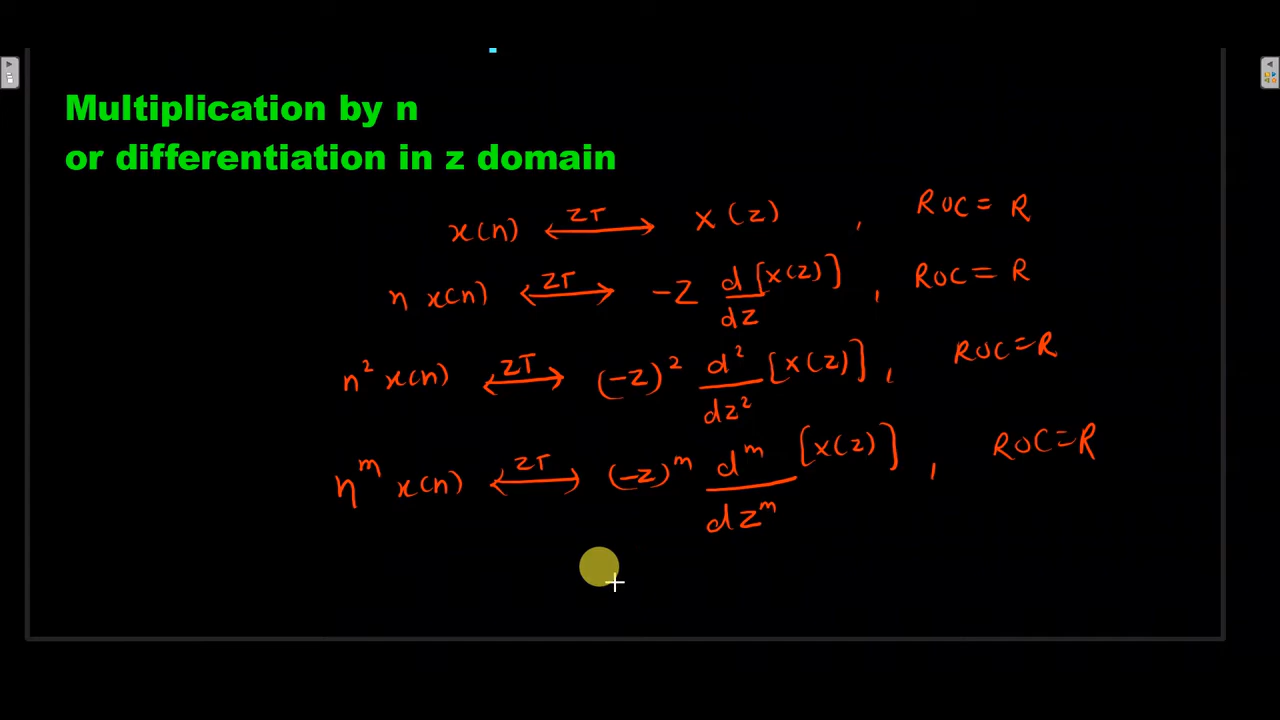 Multiplication by n
or differentiation in z domain
x(n) ⟷ZT X(z) , ROC = R
n x(n) ⟷ZT -z d/dz [X(z)] , ROC = R
n² x(n) ⟷ZT (-z)² d²/dz² [X(z)] , ROC = R
n^m x(n) ⟷ZT (-z)^m d^m/dz^m [X(z)] , ROC = R